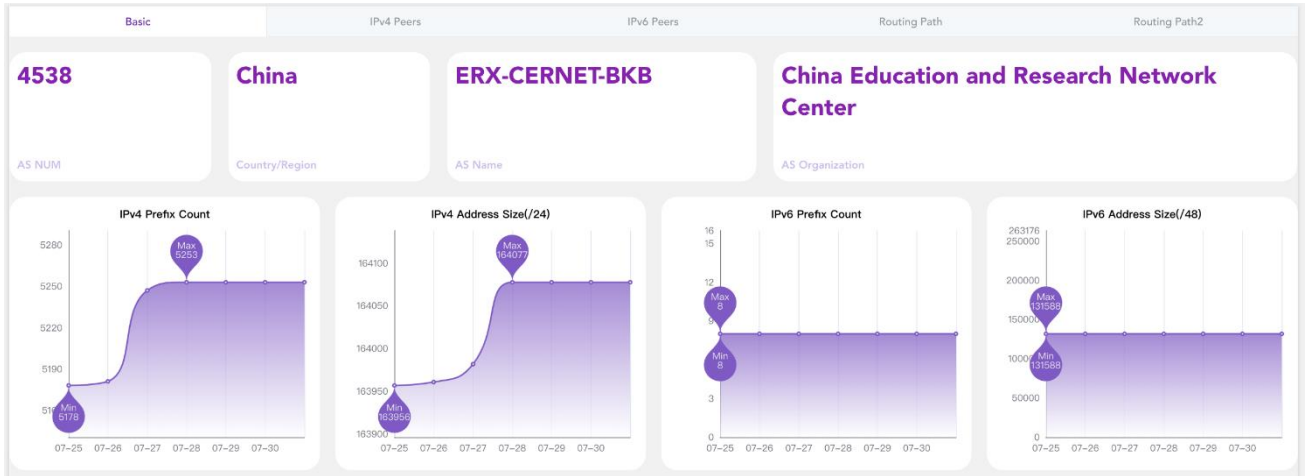 Basic
IPv4 Peers
IPv6 Peers
Routing Path
Routing Path2
4538
AS NUM
China
Country/Region
ERX-CERNET-BKB
AS Name
China Education and Research Network
Center
AS Organization
IPv4 Prefix Count
5280
5250
5220
5190
Max
5253
Min
5178
07-25 07-26 07-27 07-28 07-29 07-30
IPv4 Address Size(/24)
164100
164050
164000
163950
163900
Max
164077
Min
163956
07-25 07-26 07-27 07-28 07-29 07-30
IPv6 Prefix Count
16
15
12
9
3
0
Max
8
Min
8
07-25 07-26 07-27 07-28 07-29 07-30
IPv6 Address Size(/48)
263176
250000
200000
150000
50000
0
Max
131588
Min
131588
07-25 07-26 07-27 07-28 07-29 07-30